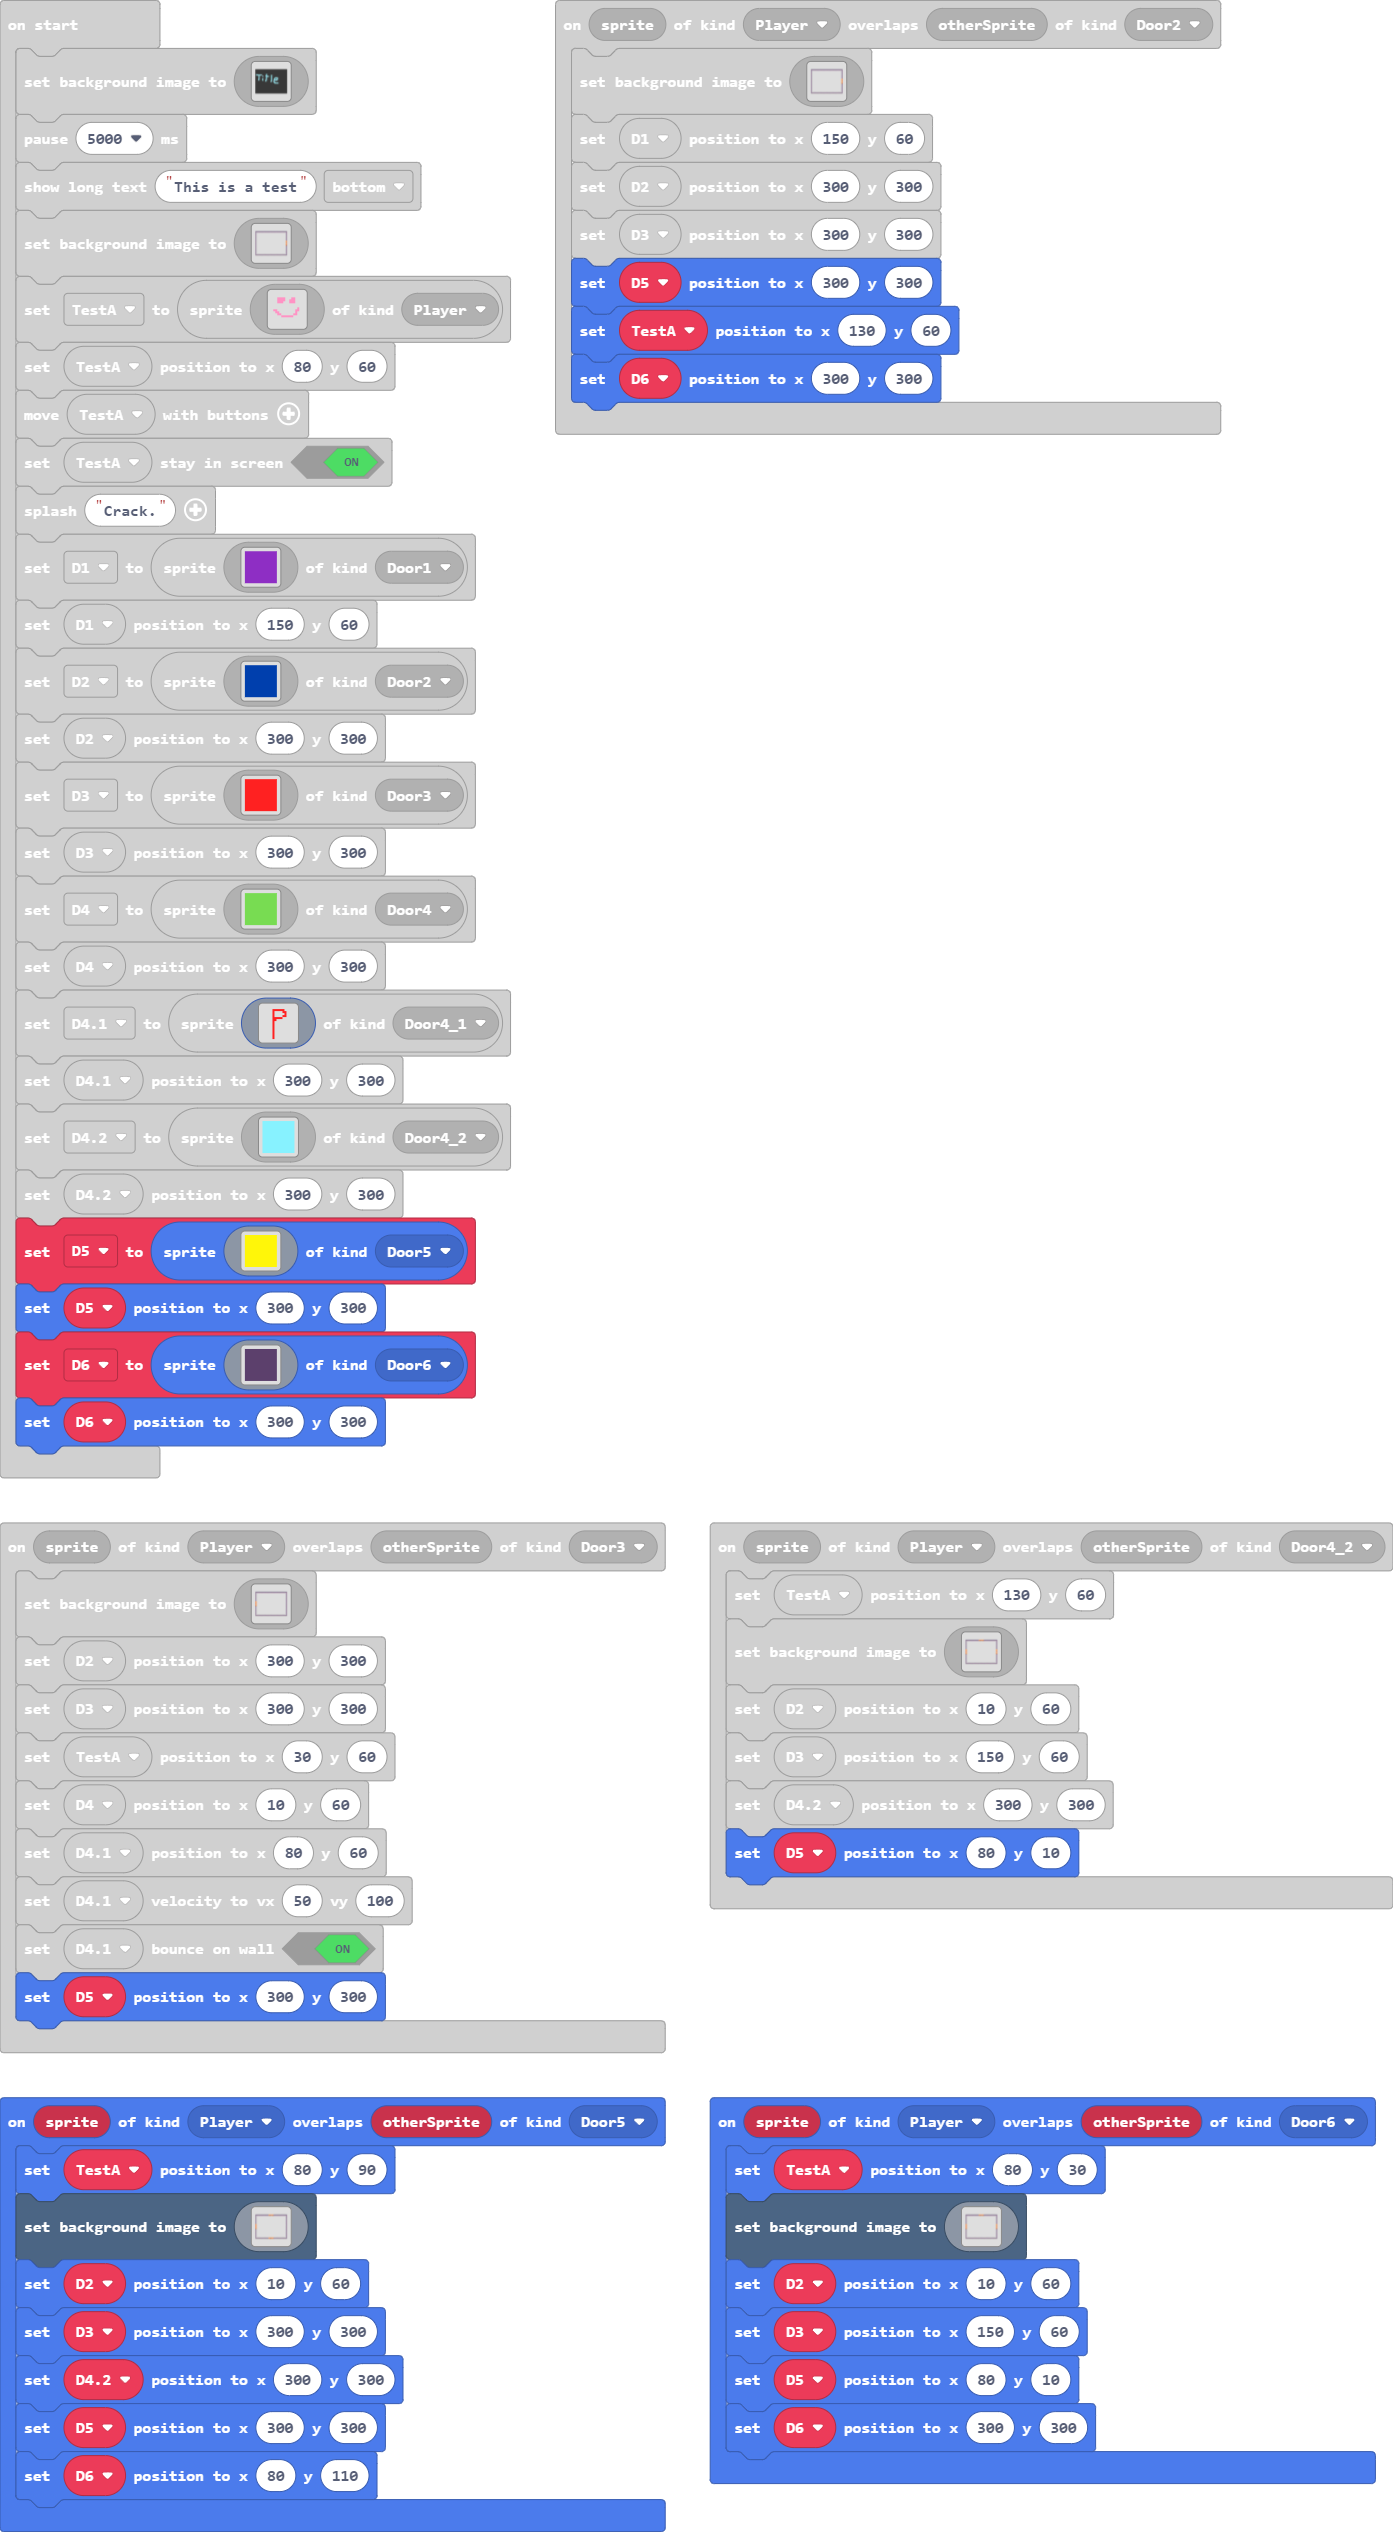 on start
set background image to Title
pause 5000 ms
show long text "This is a test" bottom
set background image to
set TestA to sprite of kind Player
set TestA position to x 80 y 60
move TestA with buttons
set TestA stay in screen ON
splash "Crack."
set D1 to sprite of kind Door1
set D1 position to x 150 y 60
set D2 to sprite of kind Door2
set D2 position to x 300 y 300
set D3 to sprite of kind Door3
set D3 position to x 300 y 300
set D4 to sprite of kind Door4
set D4 position to x 300 y 300
set D4.1 to sprite of kind Door4_1
set D4.1 position to x 300 y 300
set D4.2 to sprite of kind Door4_2
set D4.2 position to x 300 y 300
set D5 to sprite of kind Door5
set D5 position to x 300 y 300
set D6 to sprite of kind Door6
set D6 position to x 300 y 300
on sprite of kind Player overlaps otherSprite of kind Door2
set background image to
set D1 position to x 150 y 60
set D2 position to x 300 y 300
set D3 position to x 300 y 300
set D5 position to x 300 y 300
set TestA position to x 130 y 60
set D6 position to x 300 y 300
on sprite of kind Player overlaps otherSprite of kind Door3
set background image to
set D2 position to x 300 y 300
set D3 position to x 300 y 300
set TestA position to x 30 y 60
set D4 position to x 10 y 60
set D4.1 position to x 80 y 60
set D4.1 velocity to vx 50 vy 100
set D4.1 bounce on wall ON
set D5 position to x 300 y 300
on sprite of kind Player overlaps otherSprite of kind Door4_2
set TestA position to x 130 y 60
set background image to
set D2 position to x 10 y 60
set D3 position to x 150 y 60
set D4.2 position to x 300 y 300
set D5 position to x 80 y 10
on sprite of kind Player overlaps otherSprite of kind Door5
set TestA position to x 80 y 90
set background image to
set D2 position to x 10 y 60
set D3 position to x 300 y 300
set D4.2 position to x 300 y 300
set D5 position to x 300 y 300
set D6 position to x 80 y 110
on sprite of kind Player overlaps otherSprite of kind Door6
set TestA position to x 80 y 30
set background image to
set D2 position to x 10 y 60
set D3 position to x 150 y 60
set D5 position to x 80 y 10
set D6 position to x 300 y 300